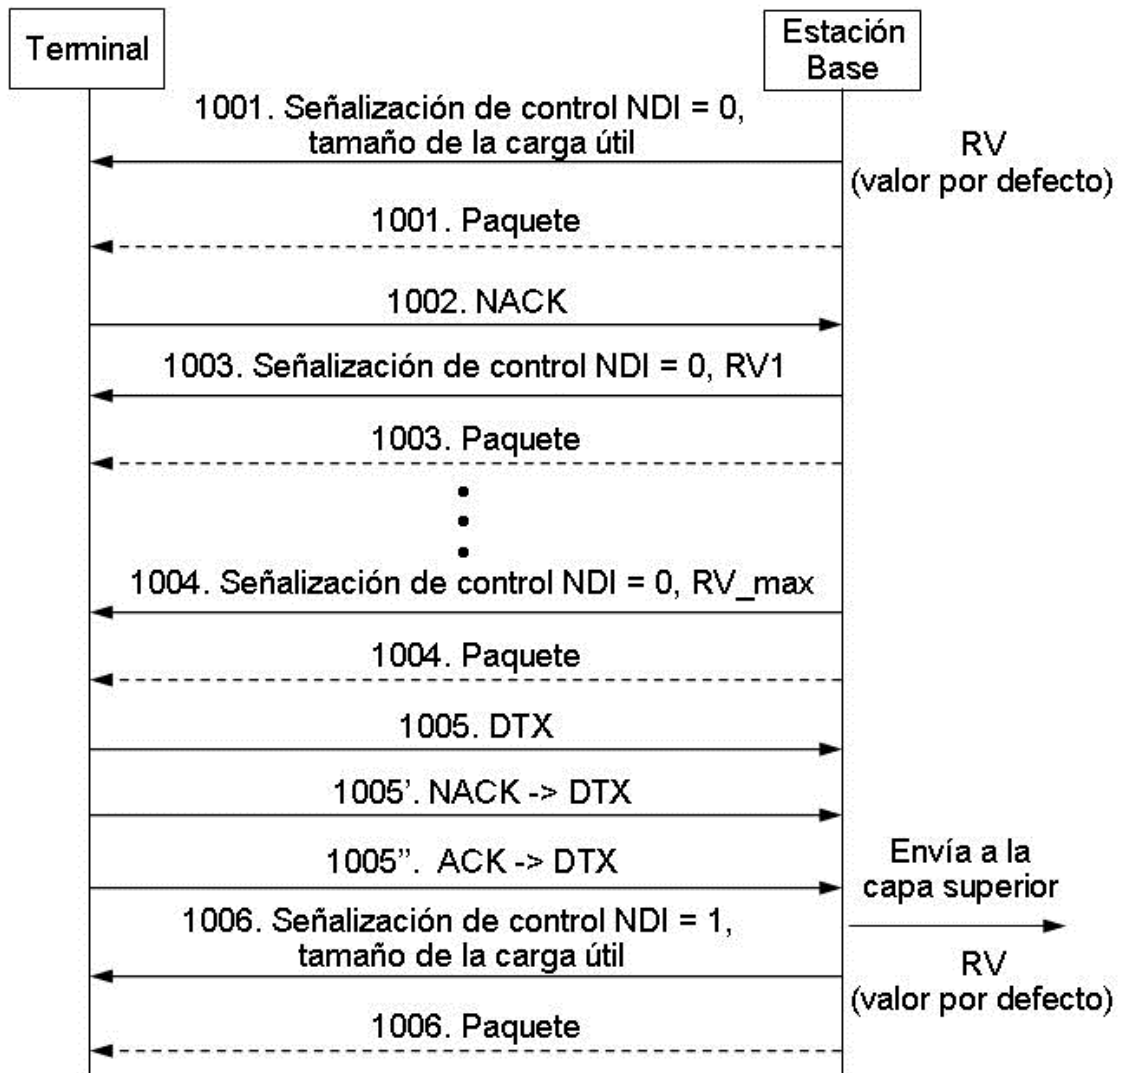 Terminal
Estación
Base
1001. Señalización de control NDI = 0,
tamaño de la carga útil
RV
(valor por defecto)
1001. Paquete
1002. NACK
1003. Señalización de control NDI = 0, RV1
1003. Paquete
1004. Señalización de control NDI = 0, RV_max
1004. Paquete
1005. DTX
1005'. NACK -> DTX
1005''. ACK -> DTX
Envía a la
capa superior
1006. Señalización de control NDI = 1,
tamaño de la carga útil
RV
(valor por defecto)
1006. Paquete